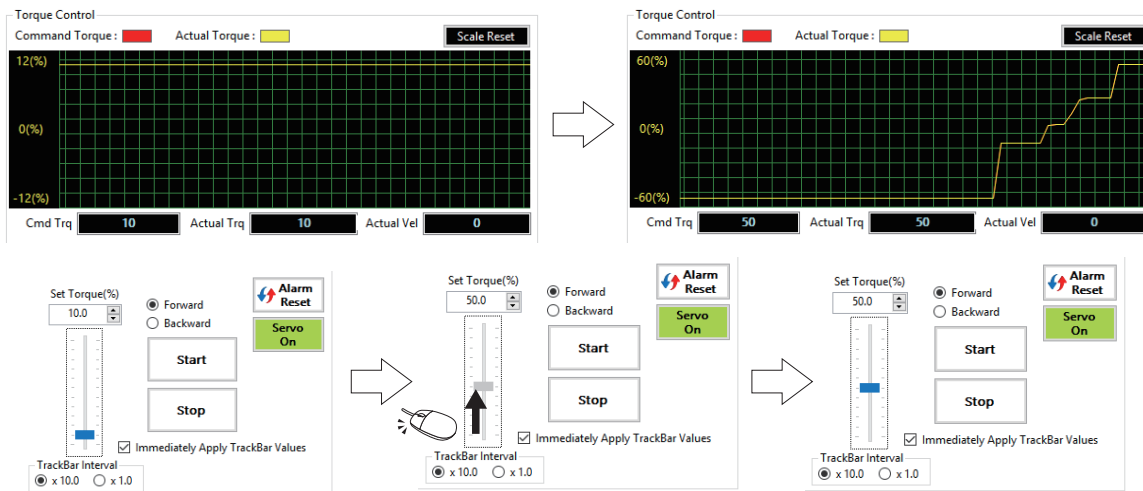 Torque Control
Command Torque : Actual Torque : Scale Reset
12(%)
0(%)
-12(%)
Cmd Trq 10 Actual Trq 10 Actual Vel 0
Torque Control
Command Torque : Actual Torque : Scale Reset
60(%)
0(%)
-60(%)
Cmd Trq 50 Actual Trq 50 Actual Vel 0
Set Torque(%)
10.0
Forward
Backward
Alarm
Reset
Servo
On
Start
Stop
Immediately Apply TrackBar Values
TrackBar Interval
x 10.0 x 1.0
Set Torque(%)
50.0
Forward
Backward
Alarm
Reset
Servo
On
Start
Stop
Immediately Apply TrackBar Values
TrackBar Interval
x 10.0 x 1.0
Set Torque(%)
50.0
Forward
Backward
Alarm
Reset
Servo
On
Start
Stop
Immediately Apply TrackBar Values
TrackBar Interval
x 10.0 x 1.0